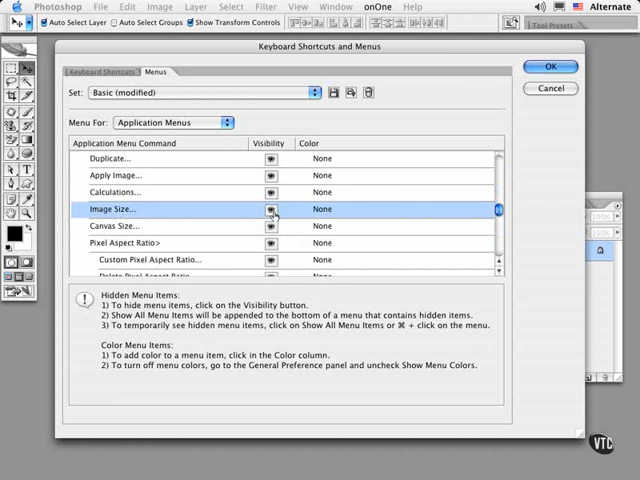 Photoshop File Edit Image Layer Select Filter View Window onOne Help Alternate
Auto Select Layer Auto Select Groups Show Transform Controls
Tool Presets
Keyboard Shortcuts and Menus
Keyboard Shortcuts Menus
OK
Cancel
Set: Basic (modified)
Menu For: Application Menus
Application Menu Command Visibility Color
Duplicate... None
Apply Image... None
Calculations... None
Image Size... None
Canvas Size... None
Pixel Aspect Ratio> None
Custom Pixel Aspect Ratio... None
Delete Pixel Aspect Ratio None
Hidden Menu Items:
1) To hide menu items, click on the Visibility button.
2) Show All Menu Items will be appended to the bottom of a menu that contains hidden items.
3) To temporarily see hidden menu items, click on Show All Menu Items or ⌘ + click on the menu.
Color Menu Items:
1) To add color to a menu item, click in the Color column.
2) To turn off menu colors, go to the General Preference panel and uncheck Show Menu Colors.
VTC